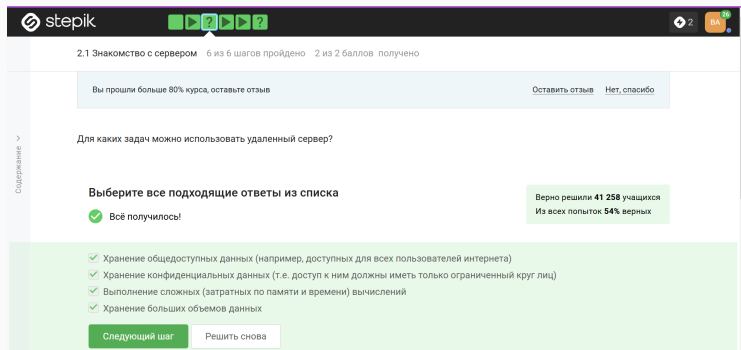 stepik
?
?
2
BA
26
2.1 Знакомство с сервером 6 из 6 шагов пройдено 2 из 2 баллов получено
Вы прошли больше 80% курса, оставьте отзыв Оставить отзыв Нет, спасибо
Содержание
Для каких задач можно использовать удаленный сервер?
Выберите все подходящие ответы из списка
Всё получилось!
Верно решили 41 258 учащихся
Из всех попыток 54% верных
Хранение общедоступных данных (например, доступных для всех пользователей интернета)
Хранение конфиденциальных данных (т.е. доступ к ним должны иметь только ограниченный круг лиц)
Выполнение сложных (затратных по памяти и времени) вычислений
Хранение больших объемов данных
Следующий шаг Решить снова